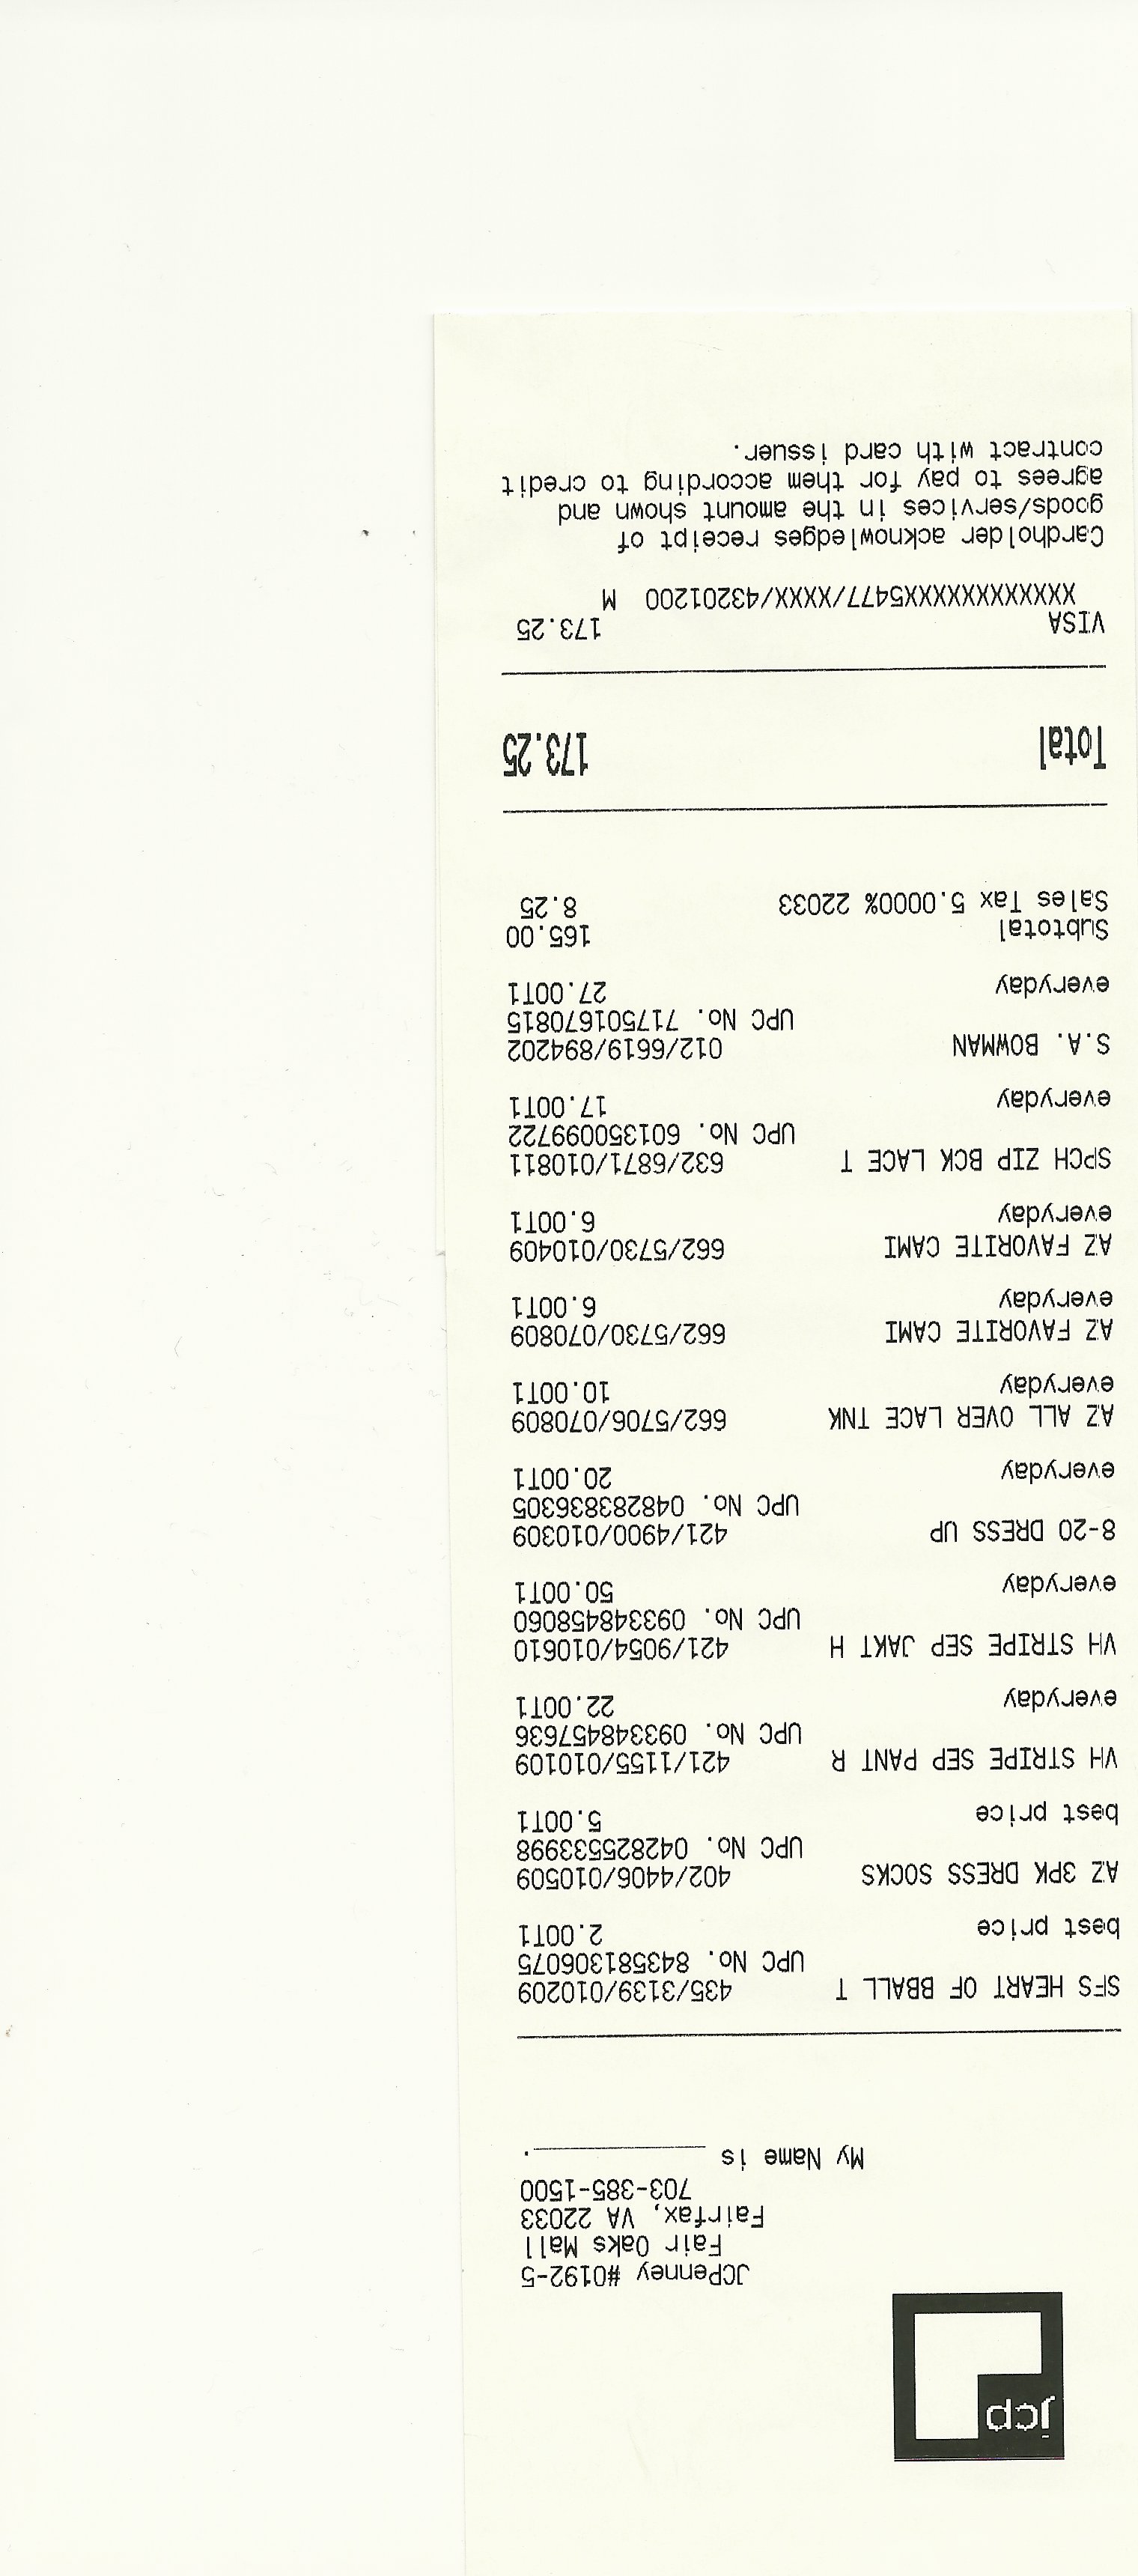 jcp
JCPenney #0192-5
Fair Oaks Mall
Fairfax, VA 22033
703-385-1500
My Name is __________.
SFS HEART OF BBALL T 435/3139/010209
UPC No. 843581306075
best price 2.00T1
AZ 3PK DRESS SOCKS 402/4406/010509
UPC No. 042825533998
best price 5.00T1
VH STRIPE SEP PANT R 421/1155/010109
UPC No. 093348457636
everyday 22.00T1
VH STRIPE SEP JAKT H 421/9054/010610
UPC No. 093348458060
everyday 50.00T1
8-20 DRESS UP 421/4900/010309
UPC No. 048283836305
everyday 20.00T1
AZ ALL OVER LACE TNK 662/5706/070809
everyday 10.00T1
AZ FAVORITE CAMI 662/5730/070809
everyday 6.00T1
AZ FAVORITE CAMI 662/5730/010409
everyday 6.00T1
SPCH ZIP BCK LACE T 632/6871/010811
UPC No. 601350099722
everyday 17.00T1
S.A. BOWMAN 012/6619/894202
UPC No. 717501670815
everyday 27.00T1
Subtotal 165.00
Sales Tax 5.0000% 22033 8.25
Total 173.25
VISA 173.25
XXXXXXXXXXXX5477/XXXX/43201200 M
Cardholder acknowledges receipt of
goods/services in the amount shown and
agrees to pay for them according to credit
contract with card issuer.